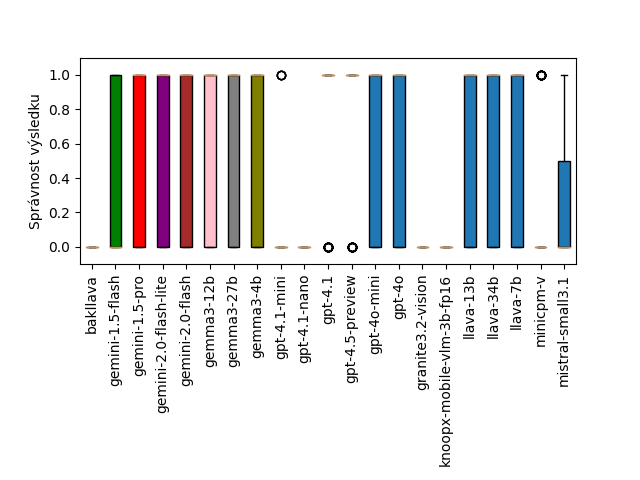 Správnost výsledku
1.0
0.8
0.6
0.4
0.2
0.0
bakllava
gemini-1.5-flash
gemini-1.5-pro
gemini-2.0-flash-lite
gemini-2.0-flash
gemma3-12b
gemma3-27b
gemma3-4b
gpt-4.1-mini
gpt-4.1-nano
gpt-4.1
gpt-4.5-preview
gpt-4o-mini
gpt-4o
granite3.2-vision
knoopx-mobile-vlm-3b-fp16
llava-13b
llava-34b
llava-7b
minicpm-v
mistral-small3.1